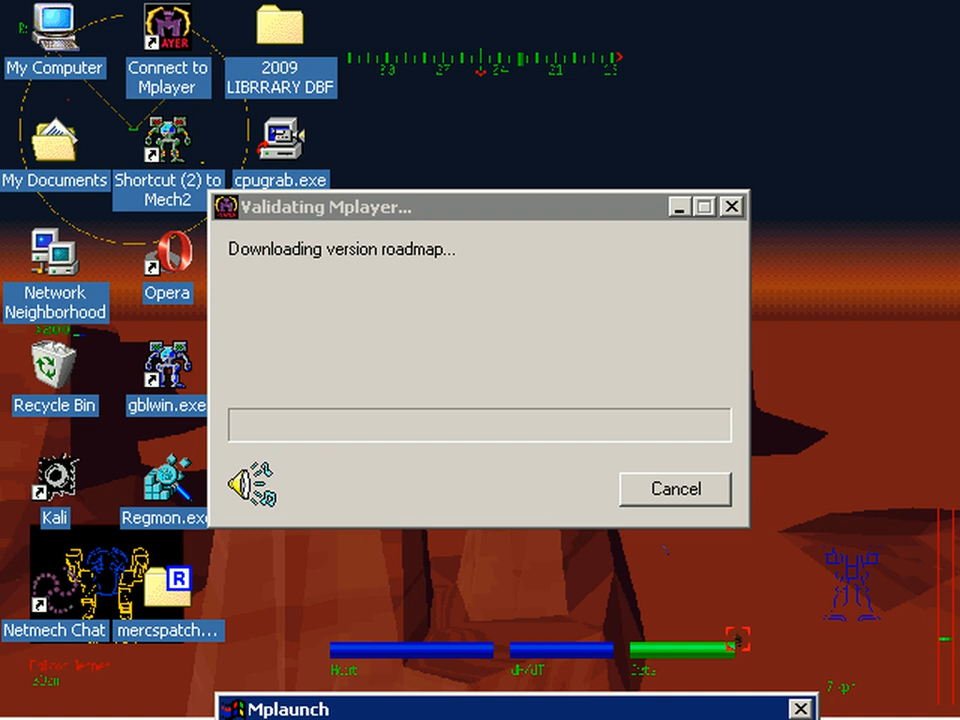 My Computer
Connect to
Mplayer
2009
LIBRRARY DBF
My Documents
Shortcut (2) to
Mech2
cpugrab.exe
Validating Mplayer...
Downloading version roadmap...
Network
Neighborhood
Opera
Recycle Bin
gblwin.exe
Cancel
Kali
Regmon.exe
R
Netmech Chat
mercspatch...
Heat
Mplaunch